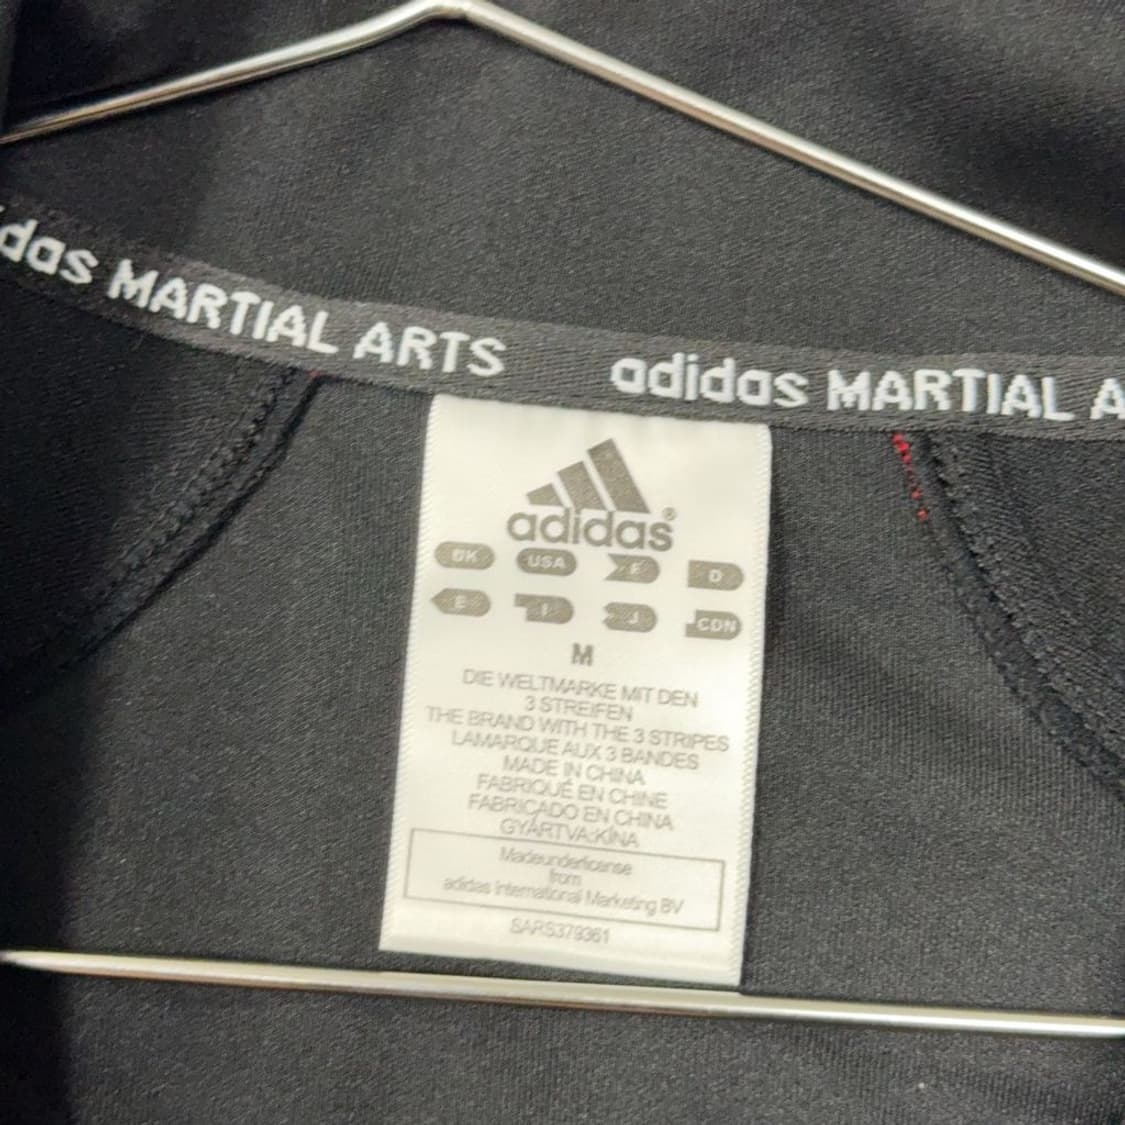 das MARTIAL ARTS adidas MARTIAL A
adidas®
BK USA F D
E I J CDN
M
DIE WELTMARKE MIT DEN
3 STREIFEN
THE BRAND WITH THE 3 STRIPES
LAMARQUE AUX 3 BANDES
MADE IN CHINA
FABRIQUÉ EN CHINE
FABRICADO EN CHINA
GYÁRTVA:KÍNA
Madeunderlicense
from
adidas International Marketing BV
SARS379361